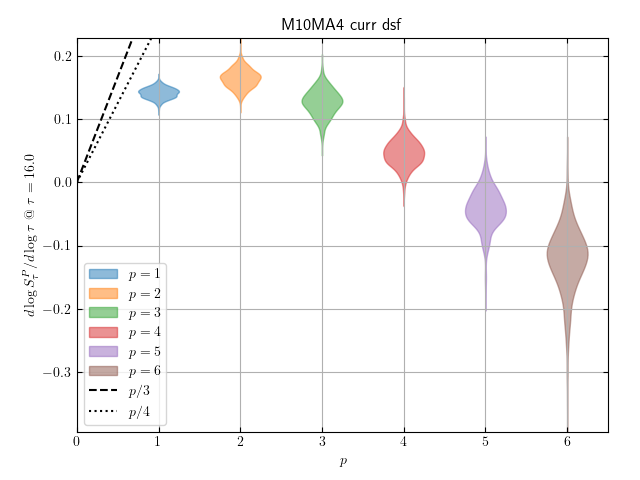 M10MA4 curr dsf
d log S_τ^P / d log τ @ τ = 16.0
0.2
0.1
0.0
−0.1
−0.2
−0.3
p = 1
p = 2
p = 3
p = 4
p = 5
p = 6
p/3
p/4
0 1 2 3 4 5 6
p